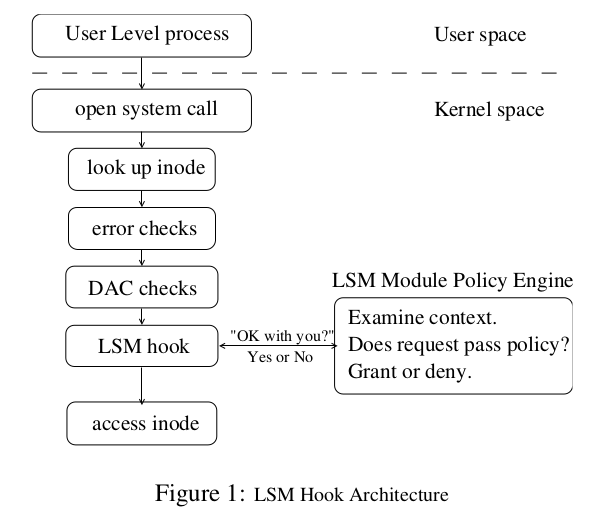 User Level process
User space
open system call
Kernel space
look up inode
error checks
DAC checks
LSM Module Policy Engine
LSM hook
"OK with you?"
Yes or No
Examine context.
Does request pass policy?
Grant or deny.
access inode
Figure 1: LSM Hook Architecture